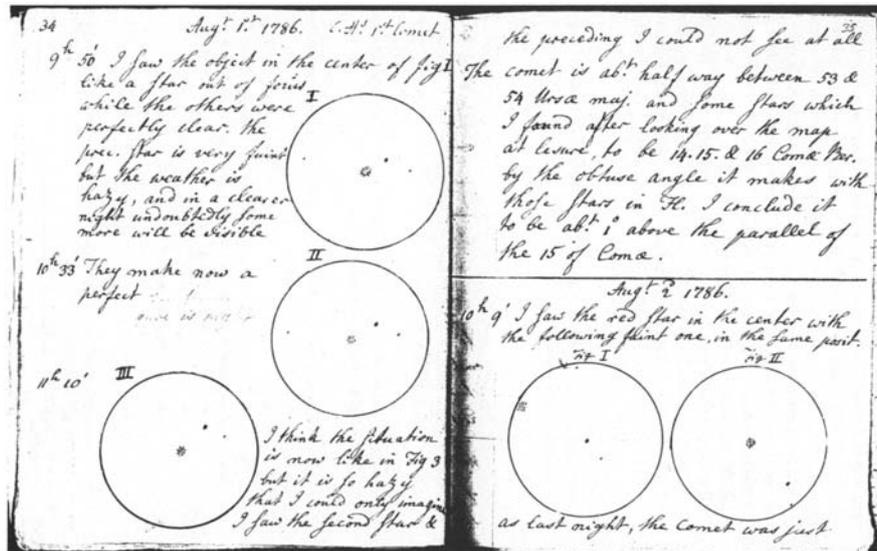 34 Augt 1st 1786. C. Hs 1st Comet
9h 50' I saw the object in the center of fig I
like a star out of focus
while the others were
perfectly clear. the
prec. star is very faint
but the weather is
hazy, and in a clearer
night undoubtedly some
more will be visible
I
10h 33' They make now a
perfect
II
11h 10'
III
I think the situation
is now like in Fig 3
but it is so hazy
that I could only imagine
I saw the second star &
35
the preceding I could not see at all
The comet is abt half way between 53 &
54 Ursæ maj. and some stars which
I found after looking over the map
at lesure, to be 14. 15. & 16 Comæ Ber.
by the obtuse angle it makes with
those stars in Fl. I conclude it
to be abt 1° above the parallel of
the 15 of Comæ.
Augt 2 1786.
10h 9' I saw the red star in the center with
the following faint one, in the same posit.
Fig I Fig II
as last night, the comet was just